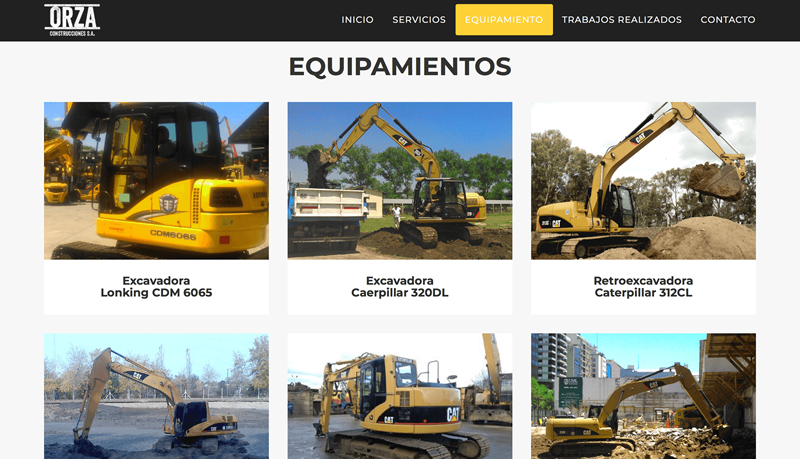 ORZA
CONSTRUCCIONES S.A.
INICIO
SERVICIOS
EQUIPAMIENTO
TRABAJOS REALIZADOS
CONTACTO
EQUIPAMIENTOS
CDM6065
CAT
CAT
Excavadora
Lonking CDM 6065
Excavadora
Caerpillar 320DL
Retroexcavadora
Caterpillar 312CL
CAT
CAT
CAT
CAT